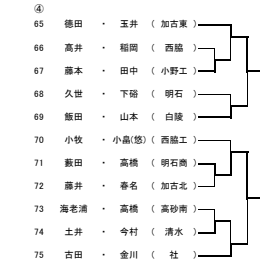 ④
65 徳田 ・ 玉井 ( 加古東 )
66 高井 ・ 稲岡 ( 西脇 )
67 藤本 ・ 田中 ( 小野工 )
68 久世 ・ 下硲 ( 明石 )
69 飯田 ・ 山本 ( 白陵 )
70 小牧 ・ 小畠(悠) ( 西脇工 )
71 藪田 ・ 高橋 ( 明石商 )
72 藤井 ・ 春名 ( 加古北 )
73 海老浦 ・ 高橋 ( 高砂南 )
74 土井 ・ 今村 ( 清水 )
75 古田 ・ 金川 ( 社 )